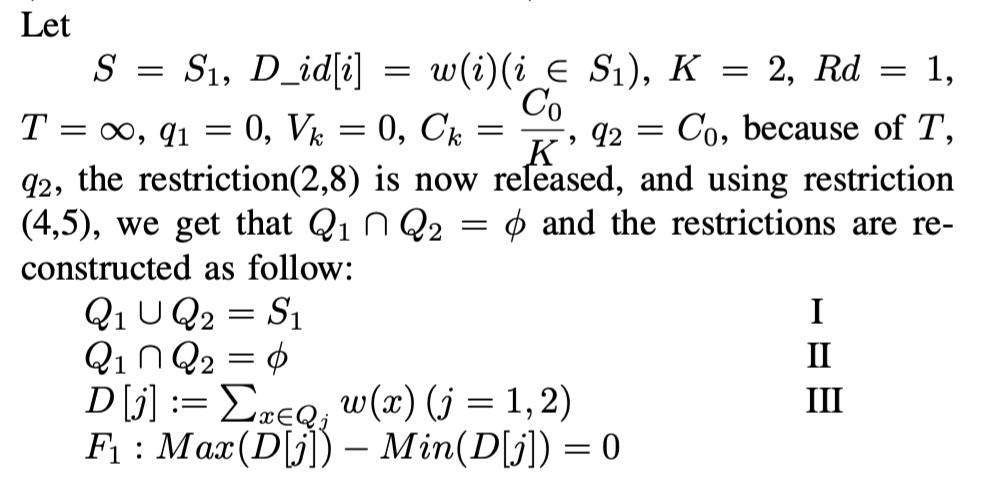 Let
S = S₁, D_id[i] = w(i)(i ∈ S₁), K = 2, Rd = 1,
T = ∞, q₁ = 0, Vₖ = 0, Cₖ = C₀/K, q₂ = C₀, because of T,
q₂, the restriction(2,8) is now released, and using restriction
(4,5), we get that Q₁ ∩ Q₂ = ϕ and the restrictions are re-
constructed as follow:
Q₁ ∪ Q₂ = S₁ I
Q₁ ∩ Q₂ = ϕ II
D [j] := ∑_{x∈Q_j} w(x) (j = 1, 2) III
F₁ : Max(D[j]) − Min(D[j]) = 0